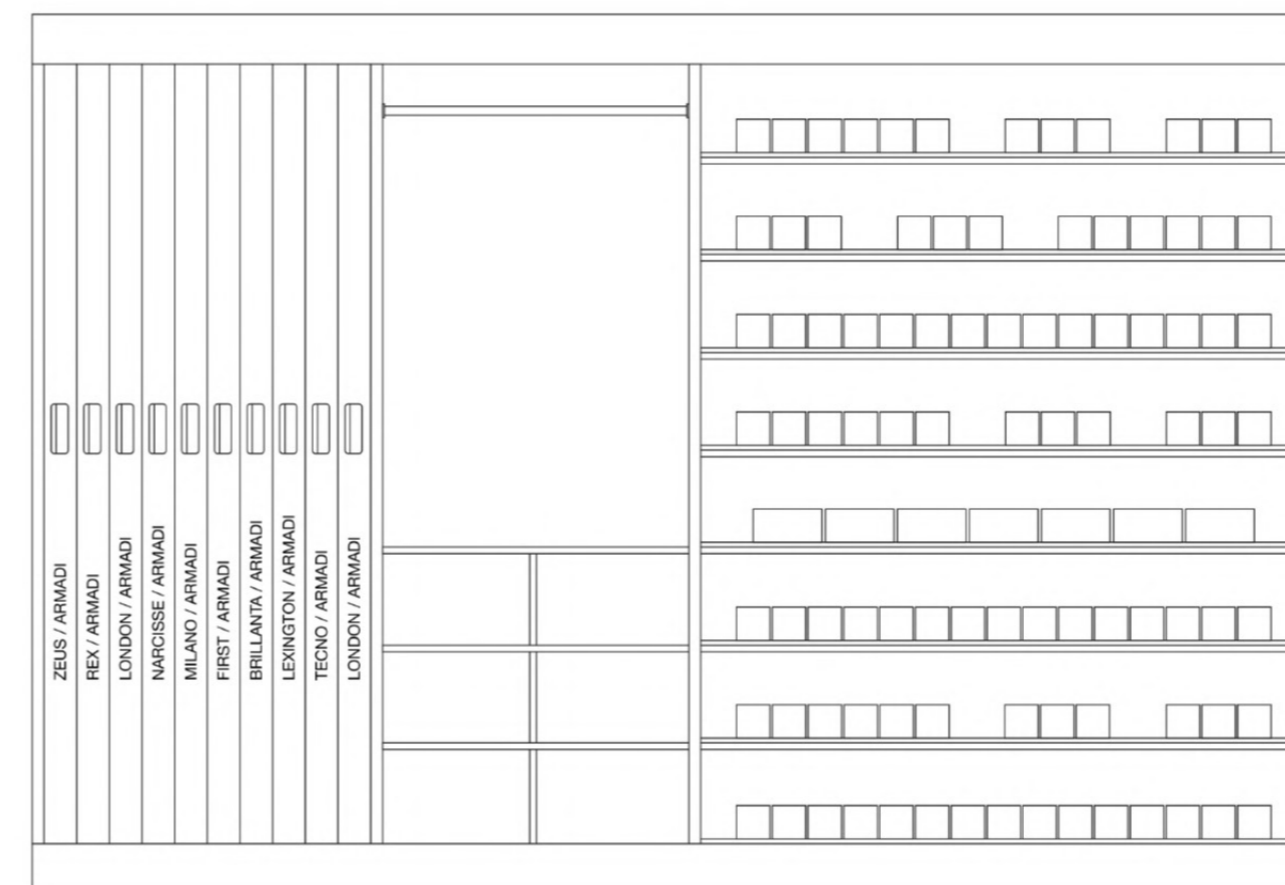 ZEUS / ARMADI
REX / ARMADI
LONDON / ARMADI
NARCISSE / ARMADI
MILANO / ARMADI
FIRST / ARMADI
BRILLANTA / ARMADI
LEXINGTON / ARMADI
TECNO / ARMADI
LONDON / ARMADI